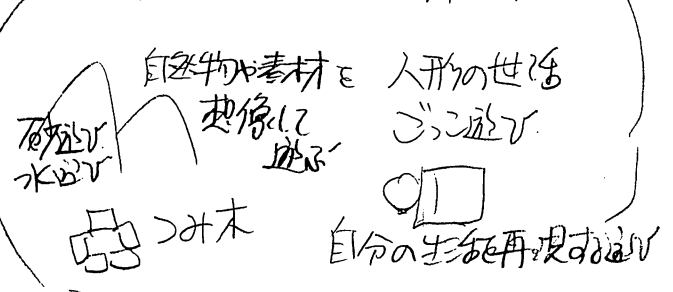 自然物や素材を
想像して
遊ぶ
人形の世話
ごっこ遊び
砂遊び
水遊び
つみ木
自分の生活を再現する遊び